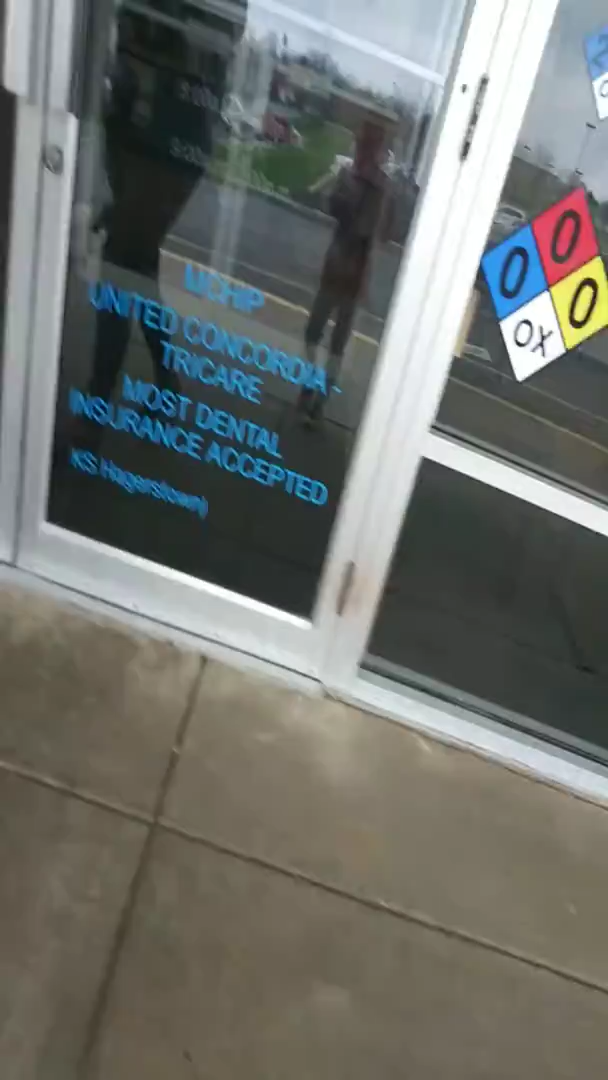 MCHIP
UNITED CONCORDIA -
TRICARE
MOST DENTAL
INSURANCE ACCEPTED
KS Hagerstown)
0
0
0
OX